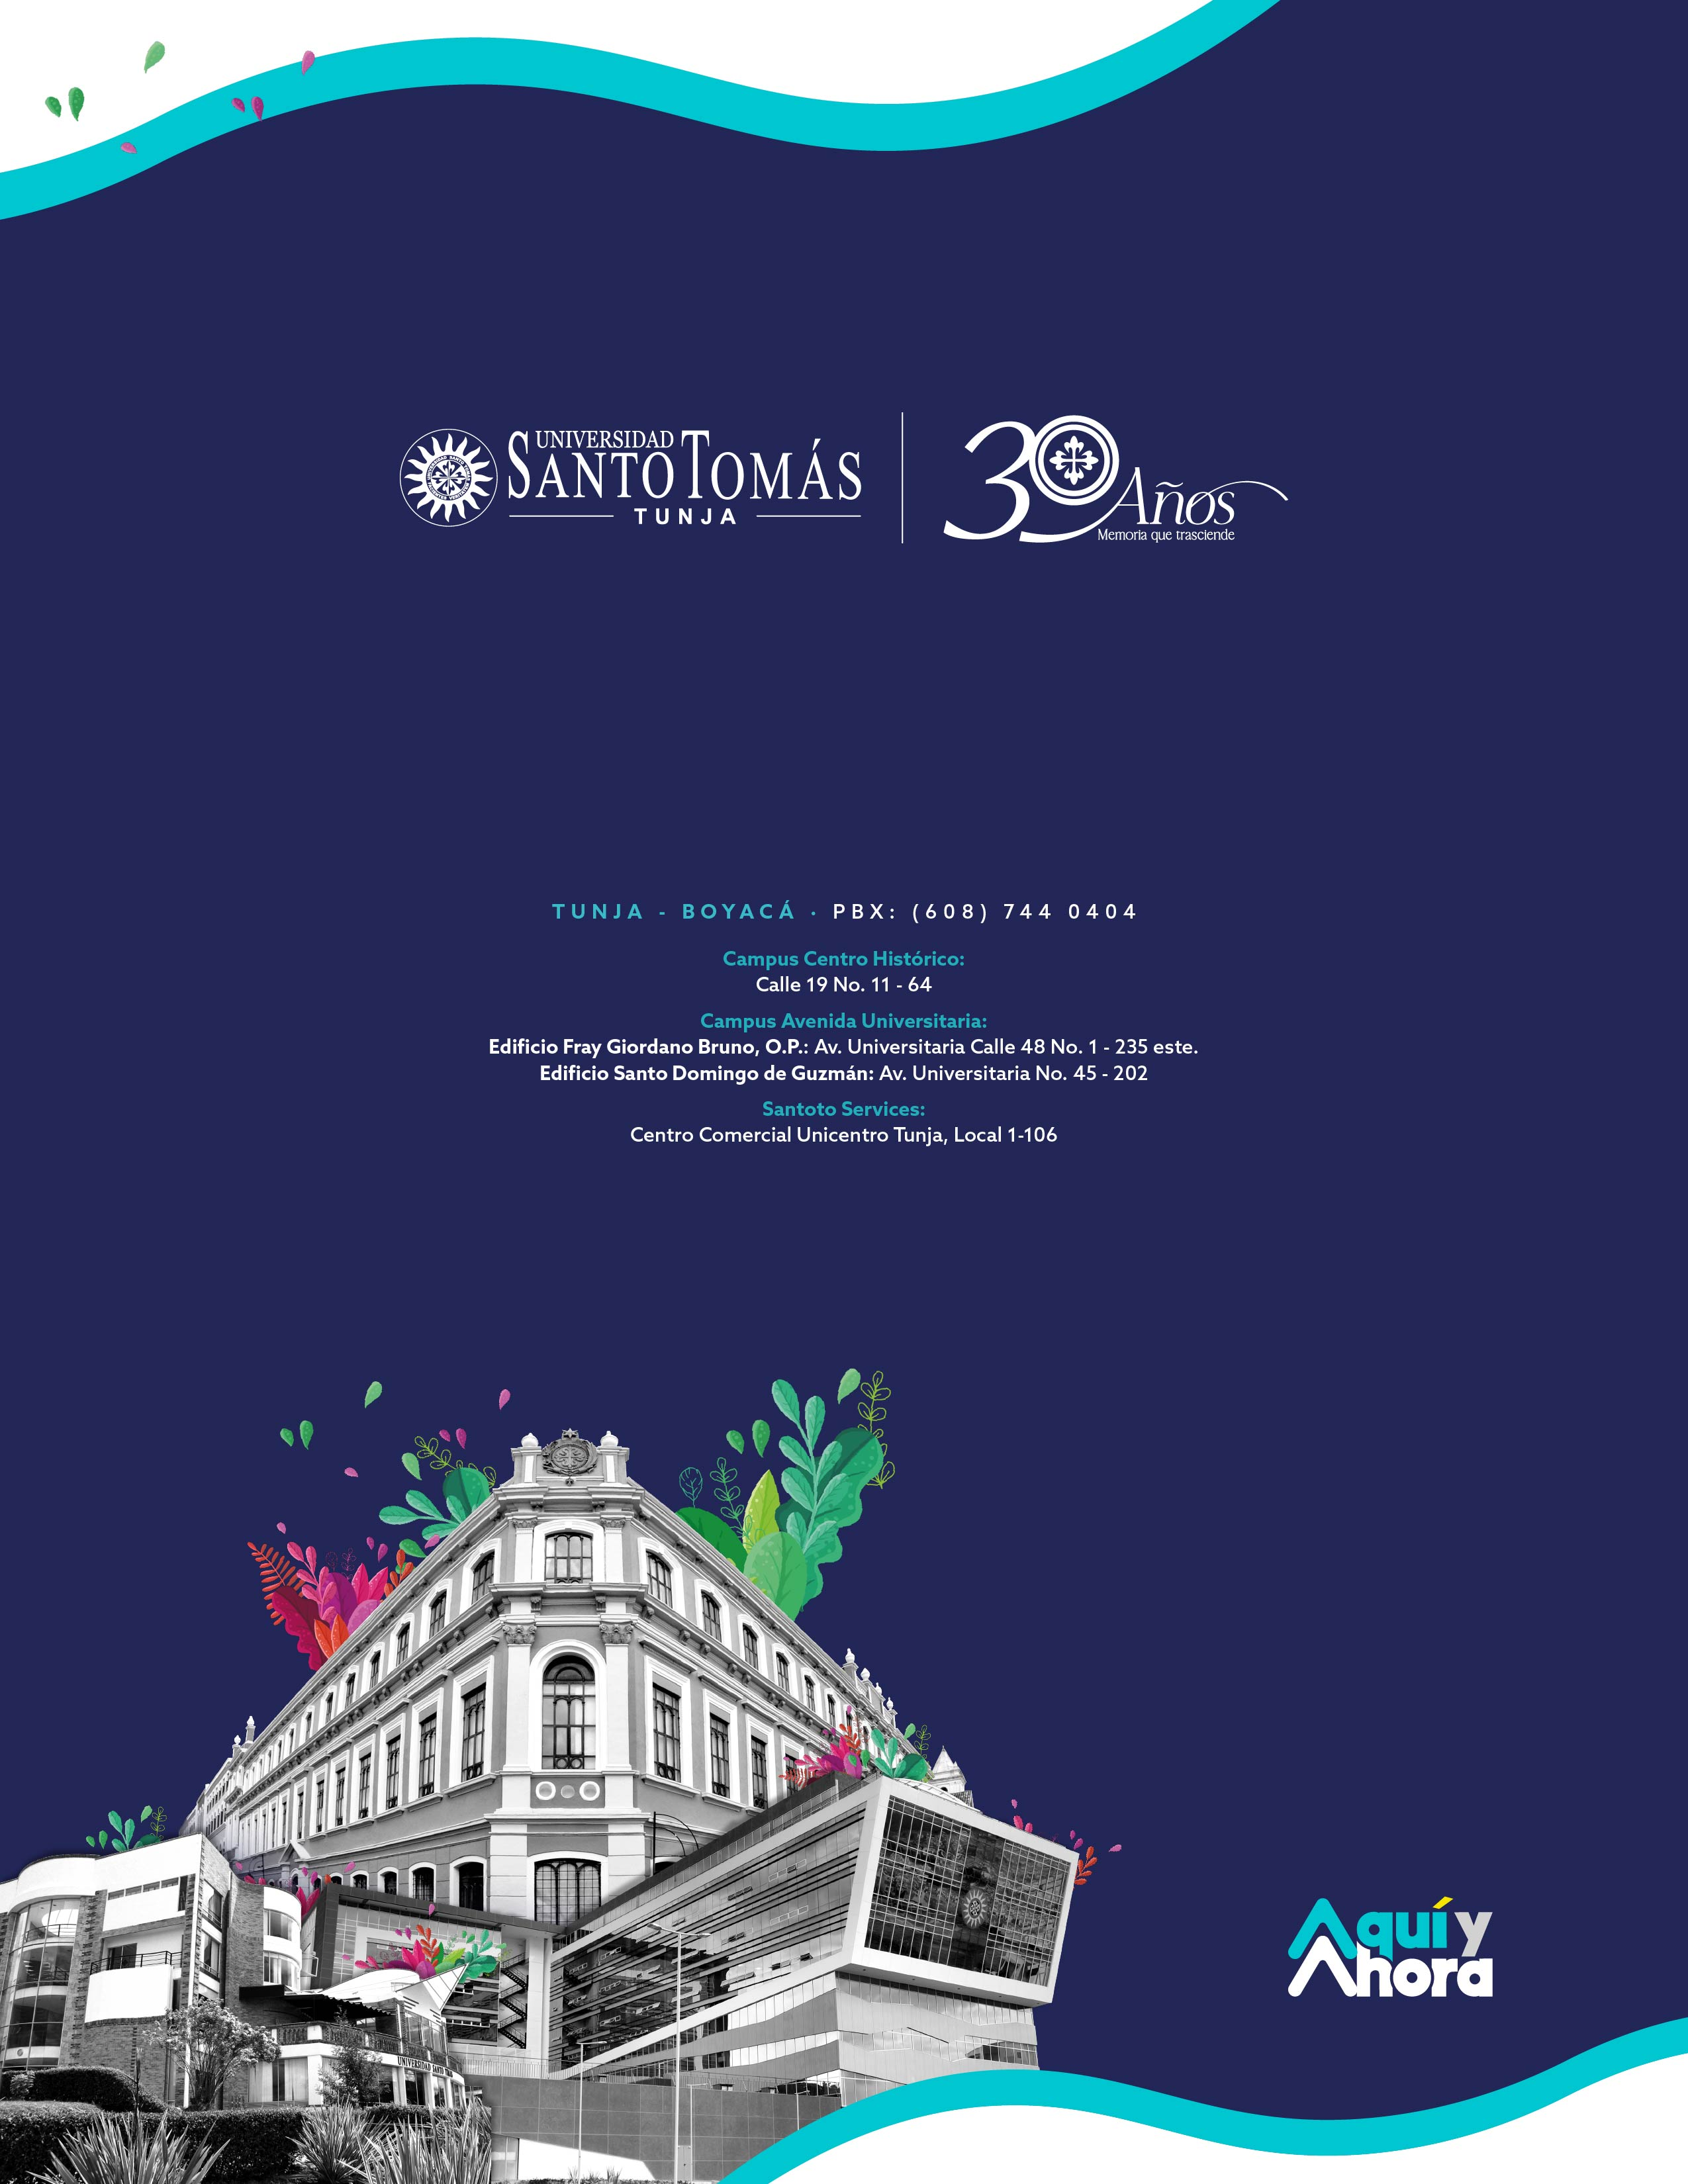 UNIVERSIDAD
SANTO TOMÁS
TUNJA
30 Años
Memoria que trasciende
TUNJA - BOYACÁ · PBX: (608) 744 0404
Campus Centro Histórico:
Calle 19 No. 11 - 64
Campus Avenida Universitaria:
Edificio Fray Giordano Bruno, O.P.: Av. Universitaria Calle 48 No. 1 - 235 este.
Edificio Santo Domingo de Guzmán: Av. Universitaria No. 45 - 202
Santoto Services:
Centro Comercial Unicentro Tunja, Local 1-106
Aquí y
Ahora
UNIVERSIDAD SANTO